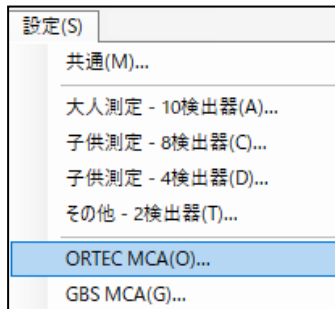 設定(S)
共通(M)...
大人測定 - 10検出器(A)...
子供測定 - 8検出器(C)...
子供測定 - 4検出器(D)...
その他 - 2検出器(T)...
ORTEC MCA(O)...
GBS MCA(G)...